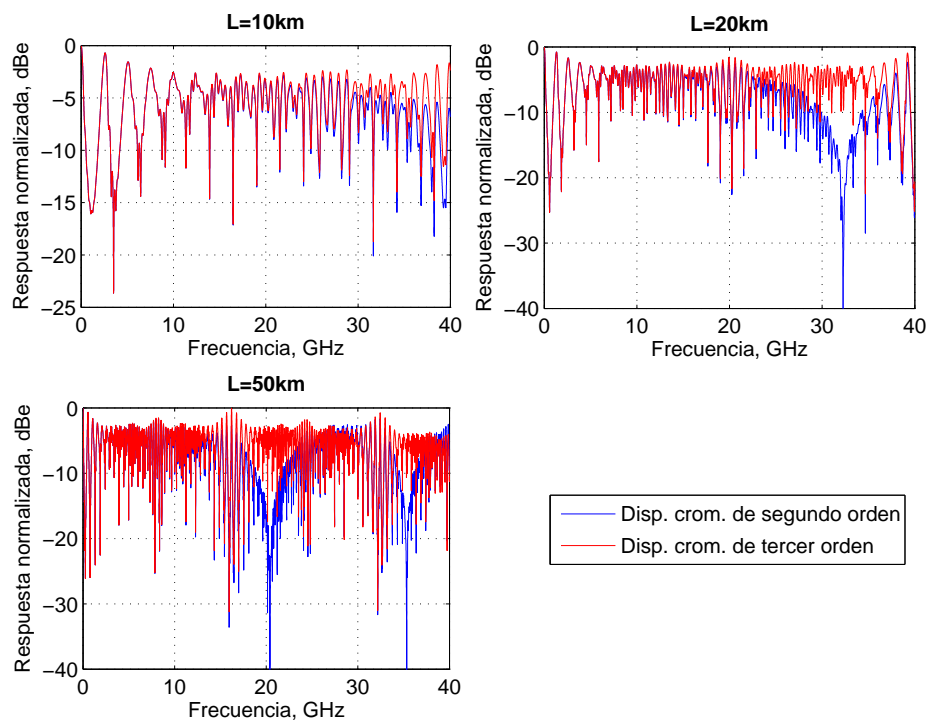 L=10km
Respuesta normalizada, dBe
0
−5
−10
−15
−20
−25
0 10 20 30 40
Frecuencia, GHz
L=20km
Respuesta normalizada, dBe
0
−10
−20
−30
−40
0 10 20 30 40
Frecuencia, GHz
L=50km
Respuesta normalizada, dBe
0
−10
−20
−30
−40
0 10 20 30 40
Frecuencia, GHz
Disp. crom. de segundo orden
Disp. crom. de tercer orden